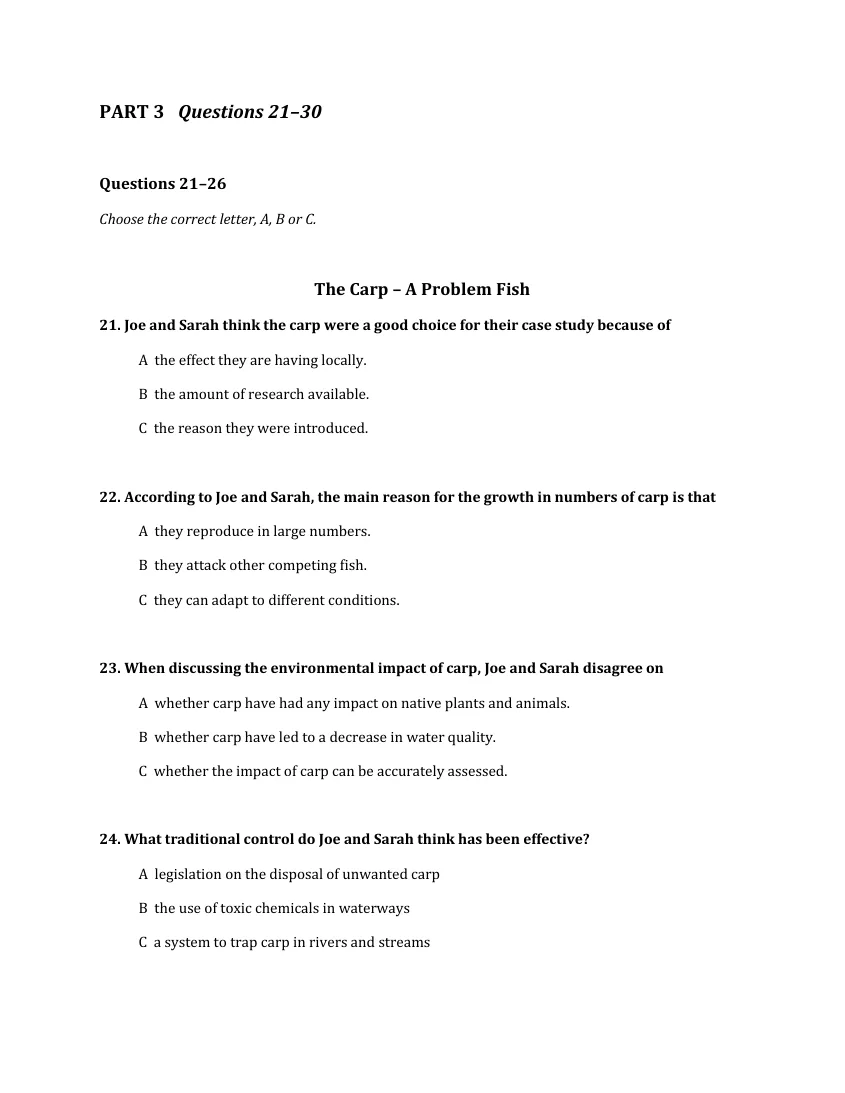 PART 3 Questions 21–30
Questions 21–26
Choose the correct letter, A, B or C.
The Carp – A Problem Fish
21. Joe and Sarah think the carp were a good choice for their case study because of
A the effect they are having locally.
B the amount of research available.
C the reason they were introduced.
22. According to Joe and Sarah, the main reason for the growth in numbers of carp is that
A they reproduce in large numbers.
B they attack other competing fish.
C they can adapt to different conditions.
23. When discussing the environmental impact of carp, Joe and Sarah disagree on
A whether carp have had any impact on native plants and animals.
B whether carp have led to a decrease in water quality.
C whether the impact of carp can be accurately assessed.
24. What traditional control do Joe and Sarah think has been effective?
A legislation on the disposal of unwanted carp
B the use of toxic chemicals in waterways
C a system to trap carp in rivers and streams